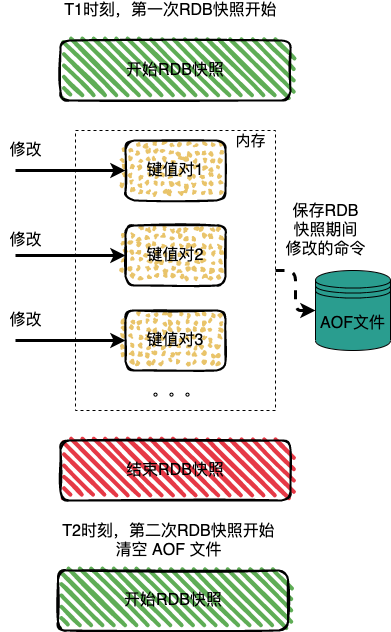 T1时刻，第一次RDB快照开始
开始RDB快照
内存
修改
键值对1
保存RDB
快照期间
修改的命令
修改
键值对2
AOF文件
修改
键值对3
。。。
结束RDB快照
T2时刻，第二次RDB快照开始
清空 AOF 文件
开始RDB快照